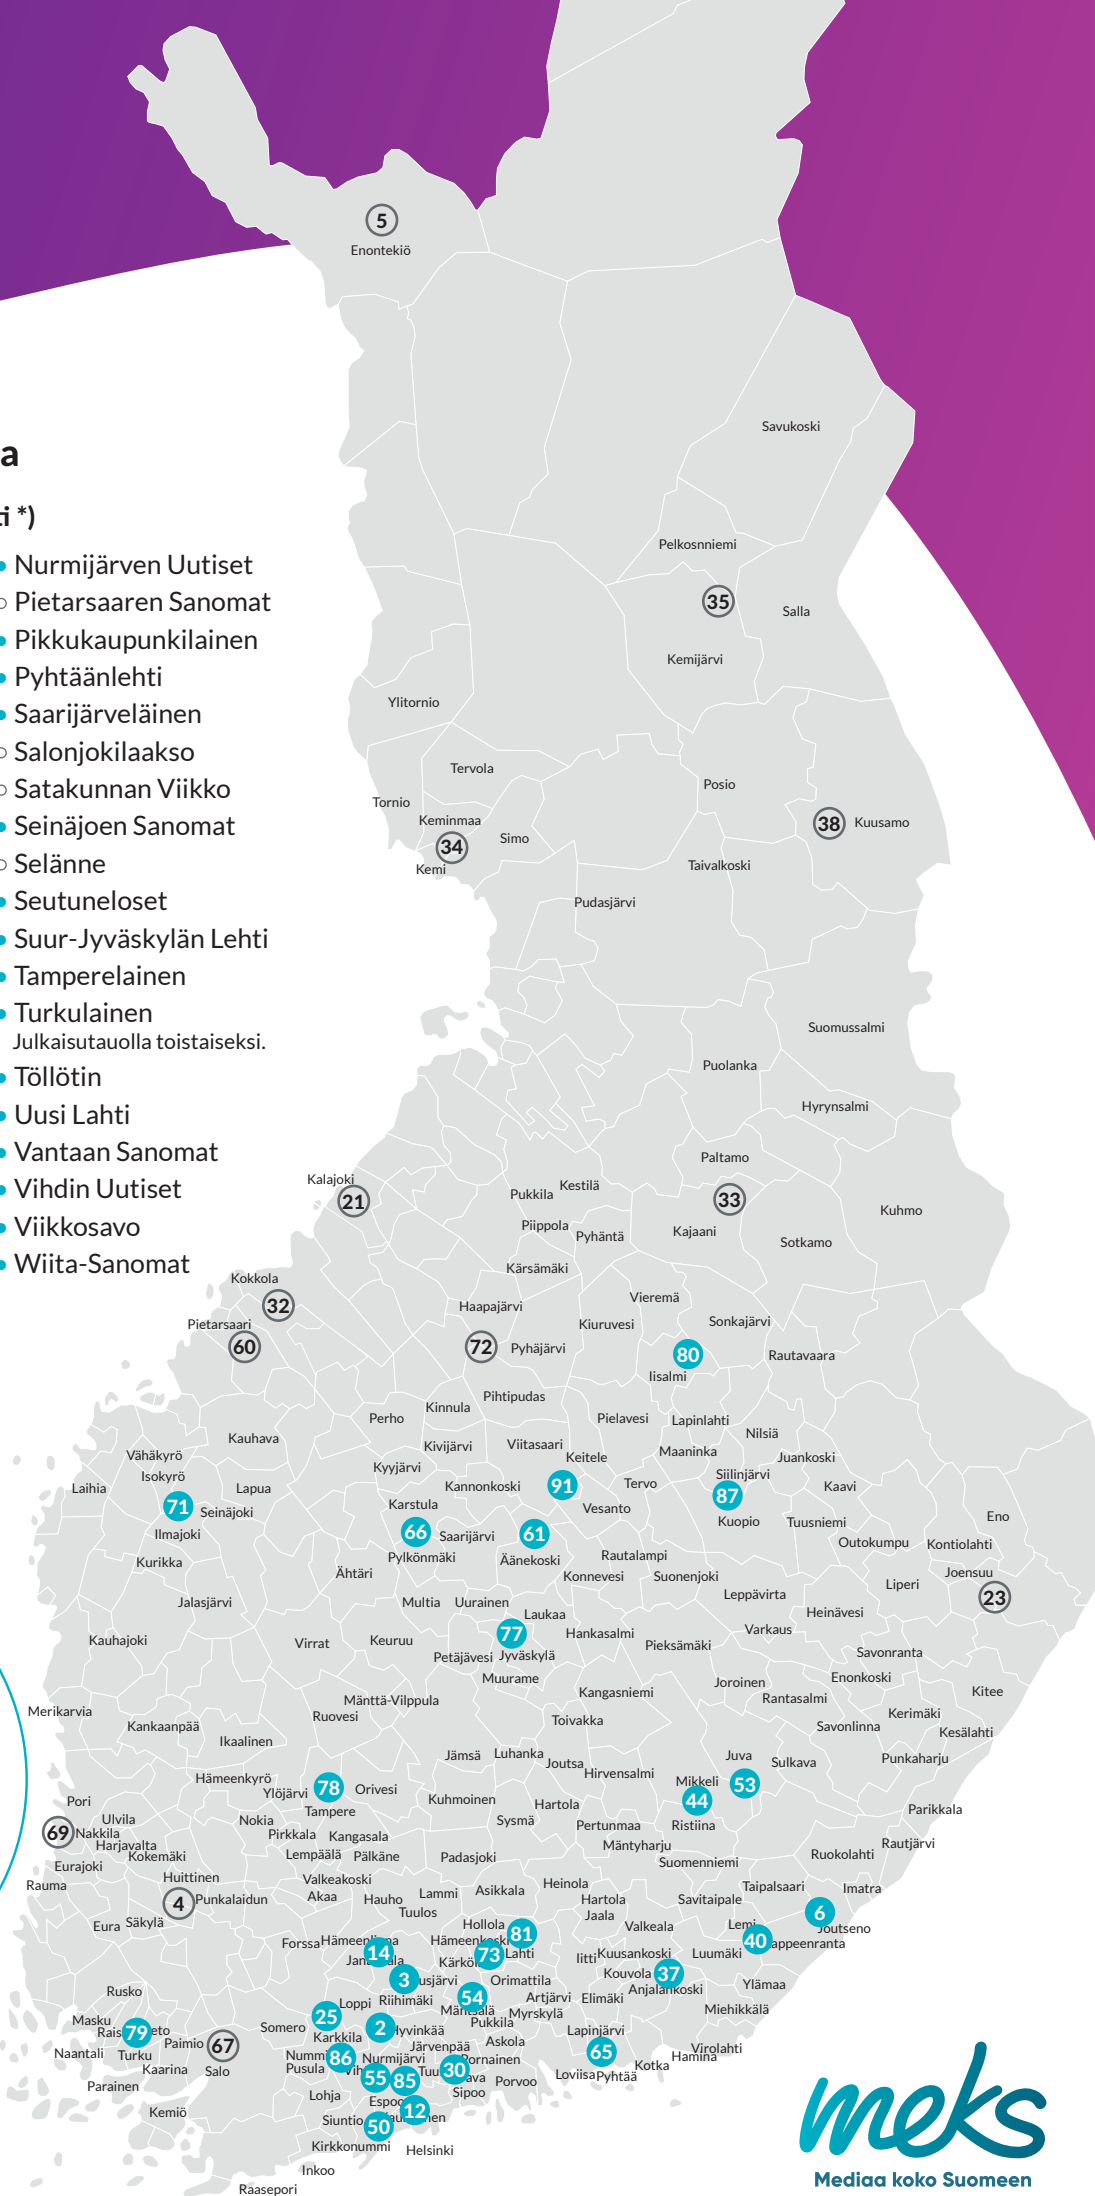 5
Enontekiö
Savukoski
a
ti *)
Nurmijärven Uutiset
Pietarsaaren Sanomat
Pikkukaupunkilainen
Pyhtäänlehti
Saarijärveläinen
Salonjokilaakso
Satakunnan Viikko
Seinäjoen Sanomat
Selänne
Seutuneloset
Suur-Jyväskylän Lehti
Tamperelainen
Turkulainen
Julkaisutauolla toistaiseksi.
Töllötin
Uusi Lahti
Vantaan Sanomat
Vihdin Uutiset
Viikkosavo
Wiita-Sanomat
Pelkosnniemi
35
Salla
Kemijärvi
Ylitornio
Tervola
Posio
Tornio
Keminmaa
38 Kuusamo
34
Simo
Kemi
Taivalkoski
Pudasjärvi
Suomussalmi
Puolanka
Hyrynsalmi
Paltamo
Kalajoki
21
Pukkila
Kestilä
33
Kuhmo
Piippola
Pyhäntä
Kajaani
Sotkamo
Kärsämäki
Kokkola
32
Haapajärvi
Vieremä
Pietarsaari
60
Kiuruvesi
Sonkajärvi
72
Pyhäjärvi
80
Rautavaara
Iisalmi
Pihtipudas
Kinnula
Perho
Pielavesi
Lapinlahti
Nilsiä
Kauhava
Kivijärvi
Viitasaari
Maaninka
Vähäkyrö
Keitele
Juankoski
Kyyjärvi
Isokyrö
Siilinjärvi
Laihia
Lapua
Kannonkoski
91
Tervo
87
Kaavi
71
Seinäjoki
Karstula
Vesanto
Kuopio
Tuusniemi
Eno
Ilmajoki
66
Saarijärvi
61
Outokumpu
Kontiolahti
Kurikka
Pylkönmäki
Äänekoski
Rautalampi
Ähtäri
Konnevesi
Suonenjoki
Joensuu
Liperi
23
Jalasjärvi
Multia
Uurainen
Leppävirta
Laukaa
Heinävesi
Kauhajoki
Virrat
Keuruu
77
Hankasalmi
Varkaus
Petäjävesi
Jyväskylä
Pieksämäki
Savonranta
Muurame
Enonkoski
Kangasniemi
Joroinen
Rantasalmi
Kitee
Mänttä-Vilppula
Merikarvia
Ruovesi
Toivakka
Kerimäki
Kankaanpää
Savonlinna
Kesälahti
Ikaalinen
Jämsä
Luhanka
Joutsa
Juva
Sulkava
Punkaharju
Hämeenkyrö
Hirvensalmi
Mikkeli
53
Ylöjärvi
78
Orivesi
44
Pori
Kuhmoinen
Hartola
Parikkala
Tampere
Ulvila
Nokia
Sysmä
Pertunmaa
Ristiina
69
Nakkila
Pirkkala
Kangasala
Harjavalta
Mäntyharju
Rautjärvi
Kokemäki
Lempäälä
Pälkäne
Padasjoki
Suomenniemi
Ruokolahti
Eurajoki
Huittinen
Valkeakoski
Rauma
Akaa
Hauho
Lammi
Asikkala
Heinola
Taipalsaari
Imatra
4
Punkalaidun
Tuulos
Hartola
Savitaipale
Jaala
6
Eura
Säkylä
Hollola
81
Valkeala
Lemi
Joutseno
Forssa
14
73
Lahti
40
Iitti
Kuusankoski
Luumäki
3
Orimattila
Kouvola
37
Anjalankoski
Ylämaa
Rusko
Loppi
Riihimäki
54
Artjärvi
Elimäki
Miehikkälä
Masku
25
Myrskylä
Pukkila
79
Somero
Karkkila
2
Lapinjärvi
Naantali
Turku
Paimio
67
Askola
Järvenpää
65
Virolahti
Kaarina
Salo
Pusula
86
Nurmijärvi
Hamina
Kotka
Parainen
55
85
30
Porvoo
Loviisa
Pyhtää
Lohja
Sipoo
Kemiö
12
Siuntio
50
Kirkkonummi
Helsinki
Inkoo
Raasepori
meks
Mediaa koko Suomeen